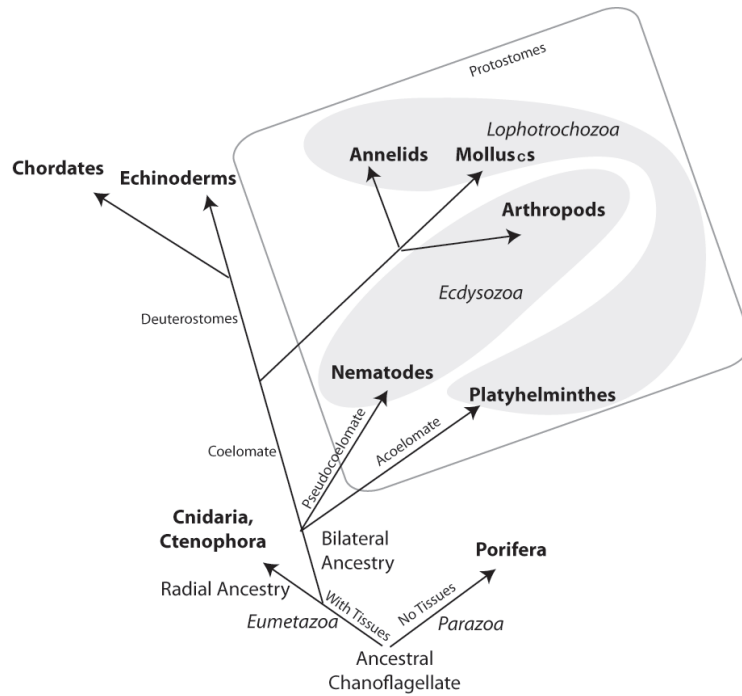 Protostomes
Lophotrochozoa
Annelids
Molluscs
Chordates
Echinoderms
Arthropods
Ecdysozoa
Deuterostomes
Nematodes
Platyhelminthes
Coelomate
Pseudocoelomate
Acoelomate
Cnidaria,
Ctenophora
Bilateral
Ancestry
Porifera
Radial Ancestry
With Tissues
No Tissues
Eumetazoa
Parazoa
Ancestral
Chanoflagellate